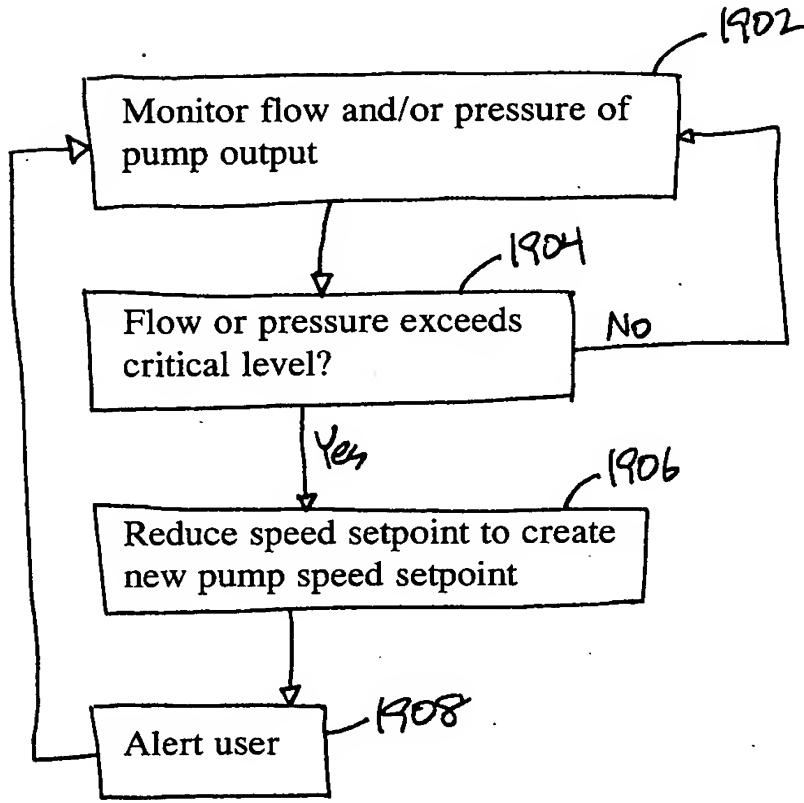 1902
Monitor flow and/or pressure of
pump output
1904
Flow or pressure exceeds
critical level?
No
Yes
1906
Reduce speed setpoint to create
new pump speed setpoint
1908
Alert user